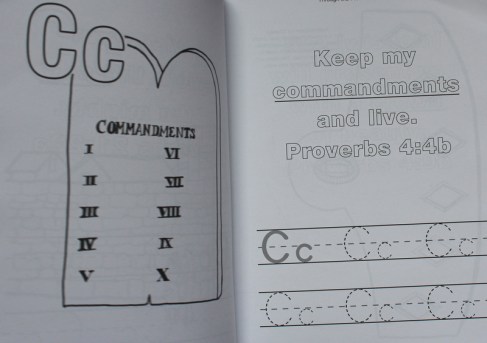 Cc
COMMANDMENTS
I VI
II VII
III VIII
IV IX
V X
Keep my
commandments
and live.
Proverbs 4:4b
Cc Cc Cc
Cc Cc Cc